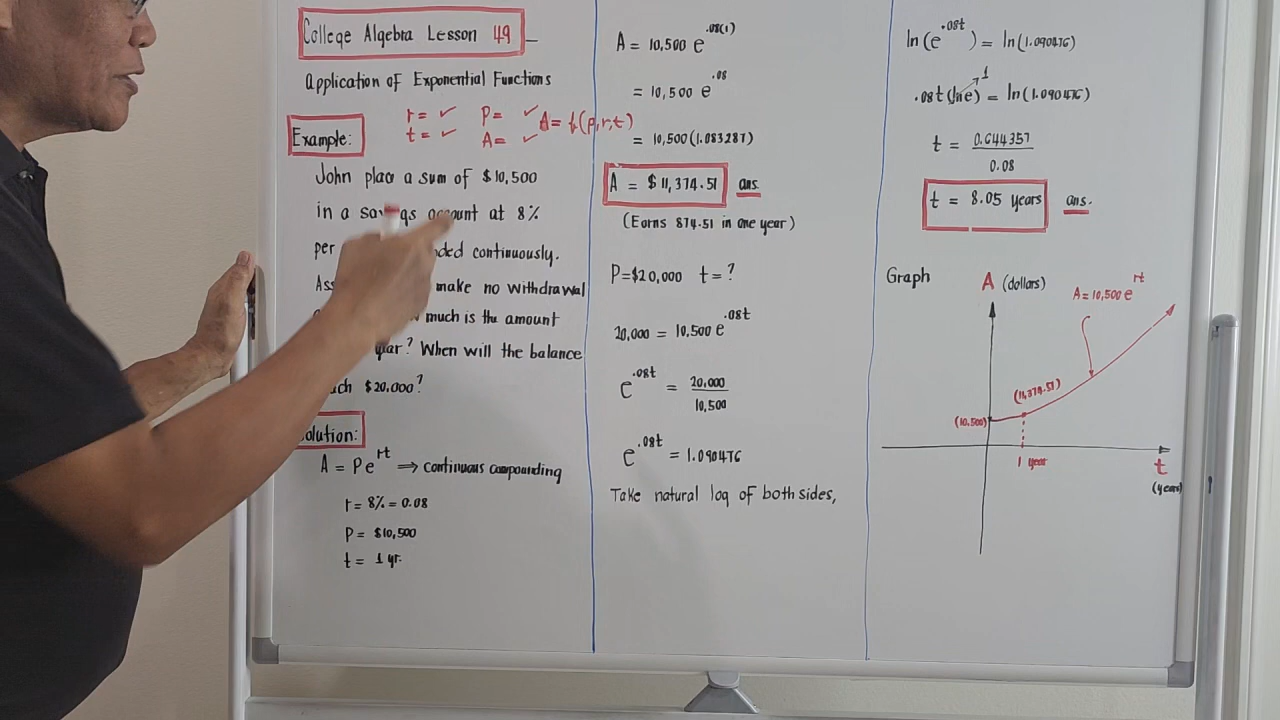 College Algebra Lesson 49
Application of Exponential Functions
r = ✓ P = ✓ A = f(p,r,t)
t = ✓ A = ✓
Example:
John place a sum of $10,500
in a account at 8%
per continuously.
make no withdrawal
much is the amount
year? When will the balance
$20.000?
Solution:
A = Pe^rt ⇒ continuous compounding
r = 8% = 0.08
P = $10,500
t = 1 yr.
A = 10,500 e^.08(1)
= 10,500 e^.08
= 10,500(1.083287)
A = $11,374.51 ans.
(Earns 874.51 in one year)
P=$20,000 t = ?
20,000 = 10,500 e^.08t
e^.08t = 20,000/10,500
e^.08t = 1.090476
Take natural log of both sides,
ln(e^.08t) = ln(1.090476)
.08t(ln e) = ln(1.090476)
1
t = 0.644357/0.08
t = 8.05 years ans.
Graph
A (dollars)
A = 10,500 e^rt
(11,374.51)
(10,500)
1 year
t
(years)